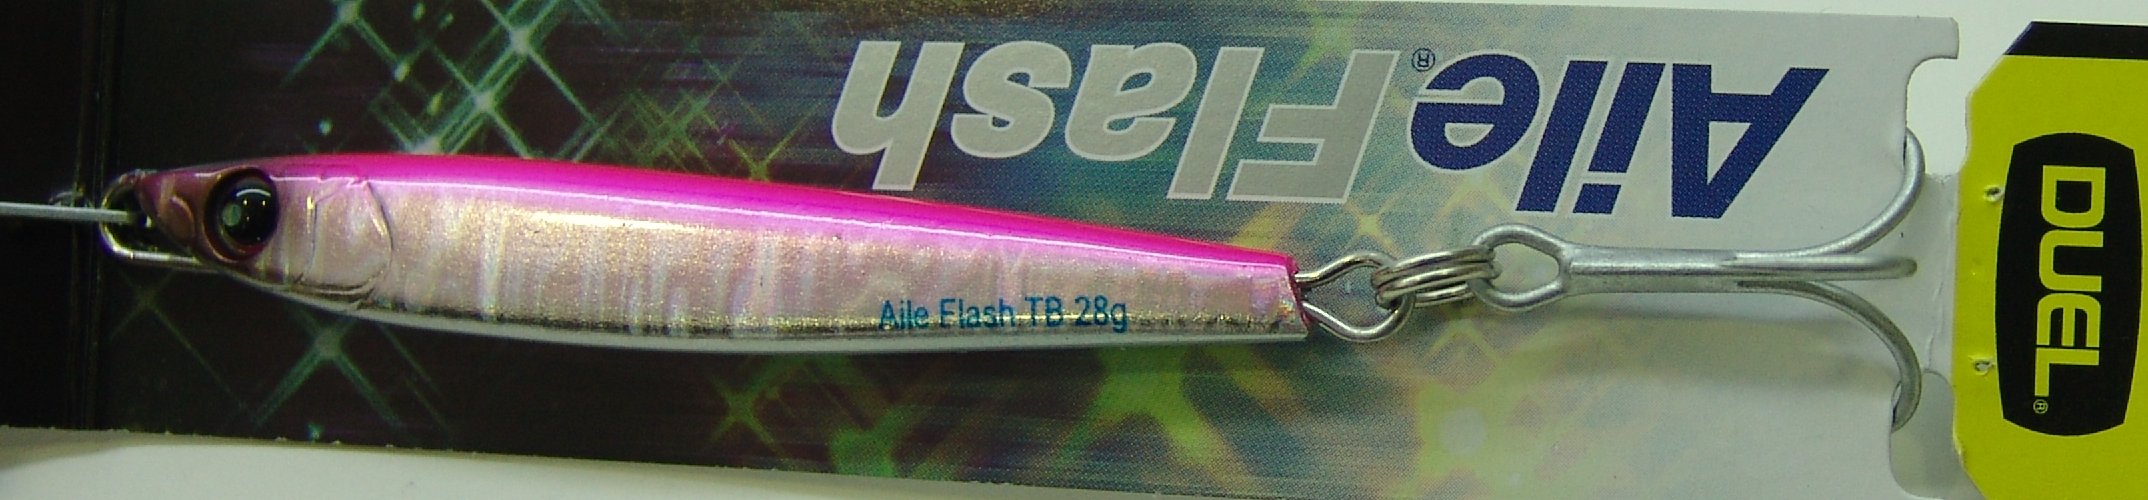 Aile Flash®
Aile Flash TB 28g
DUEL®